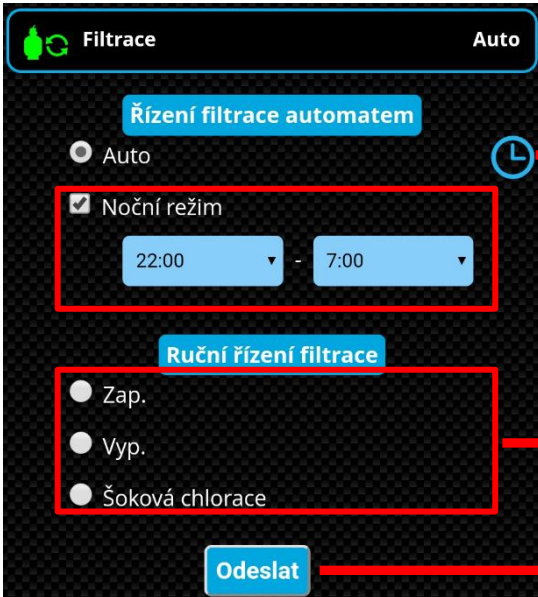 Filtrace Auto
Řízení filtrace automatem
Auto
Noční režim
22:00 - 7:00
Ruční řízení filtrace
Zap.
Vyp.
Šoková chlorace
Odeslat